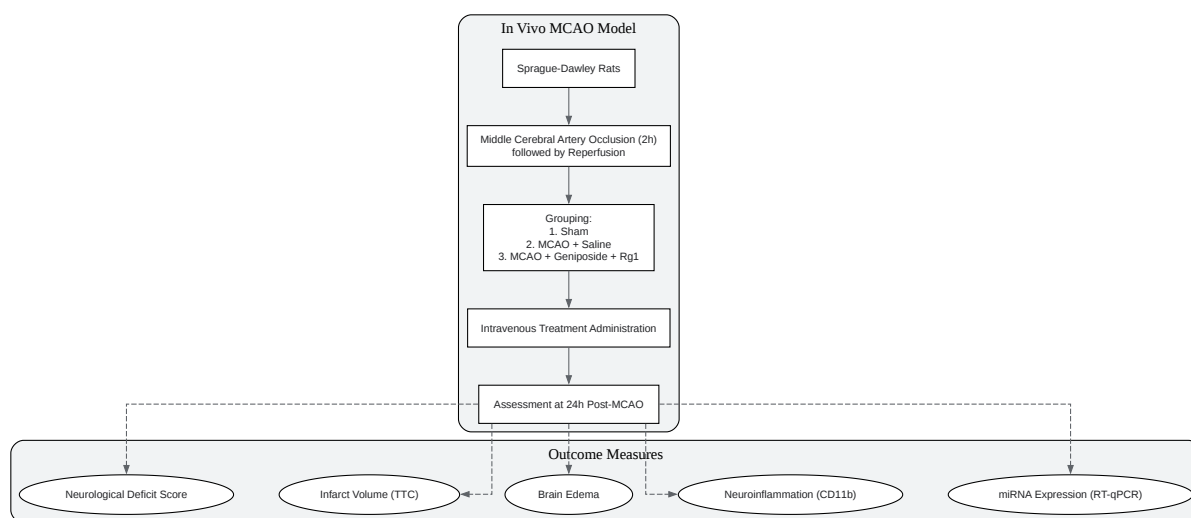 In Vivo MCAO Model
Sprague-Dawley Rats
Middle Cerebral Artery Occlusion (2h)
followed by Reperfusion
Grouping:
1. Sham
2. MCAO + Saline
3. MCAO + Geniposide + Rg1
Intravenous Treatment Administration
Assessment at 24h Post-MCAO
Outcome Measures
Neurological Deficit Score
Infarct Volume (TTC)
Brain Edema
Neuroinflammation (CD11b)
miRNA Expression (RT-qPCR)